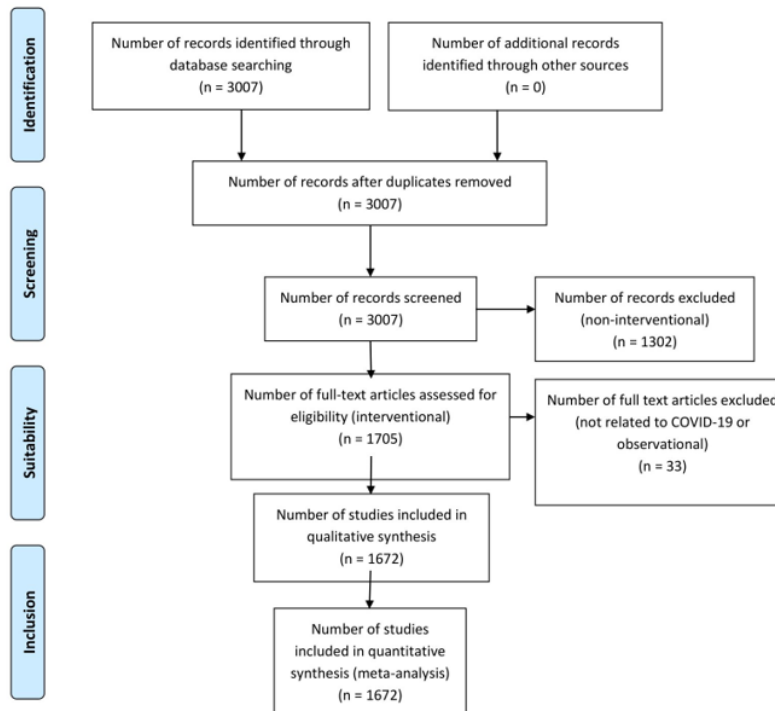 Identification
Number of records identified through
database searching
(n = 3007)
Number of additional records
identified through other sources
(n = 0)
Number of records after duplicates removed
(n = 3007)
Screening
Number of records screened
(n = 3007)
Number of records excluded
(non-interventional)
(n = 1302)
Suitability
Number of full-text articles assessed for
eligibility (interventional)
(n = 1705)
Number of full text articles excluded
(not related to COVID-19 or
observational)
(n = 33)
Number of studies included in
qualitative synthesis
(n = 1672)
Inclusion
Number of studies
included in quantitative
synthesis (meta-analysis)
(n = 1672)